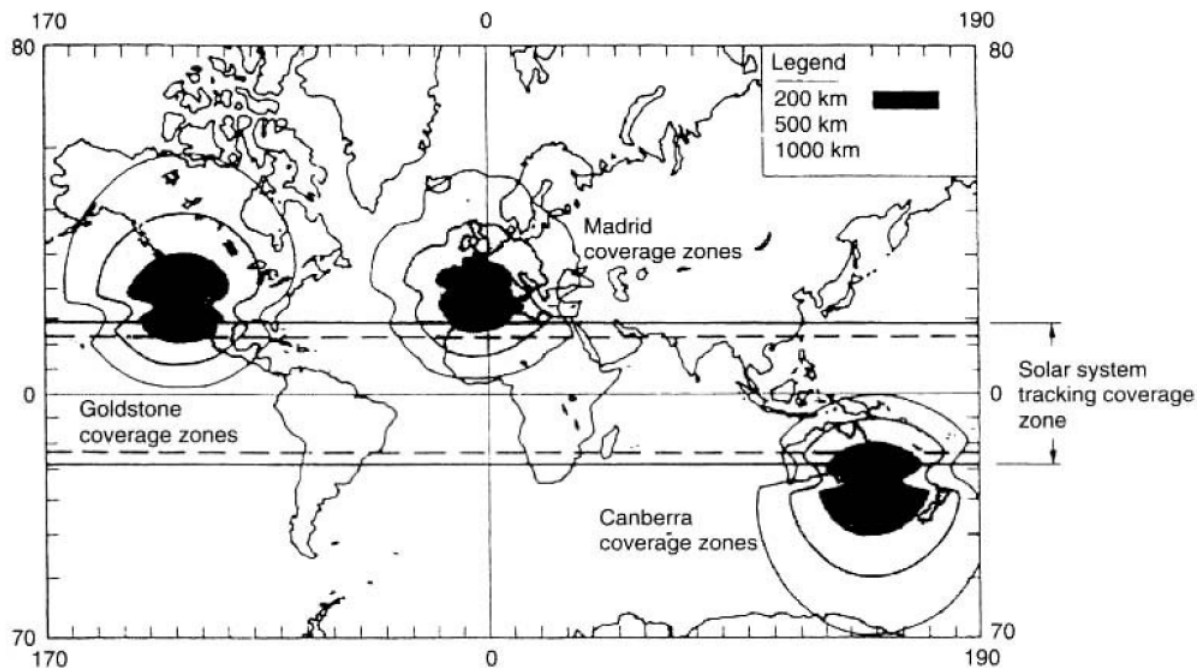 170
0
190
80
80
Legend
200 km
500 km
1000 km
Madrid
coverage zones
Solar system
tracking coverage
zone
0
0
Goldstone
coverage zones
Canberra
coverage zones
70
70
170
0
190